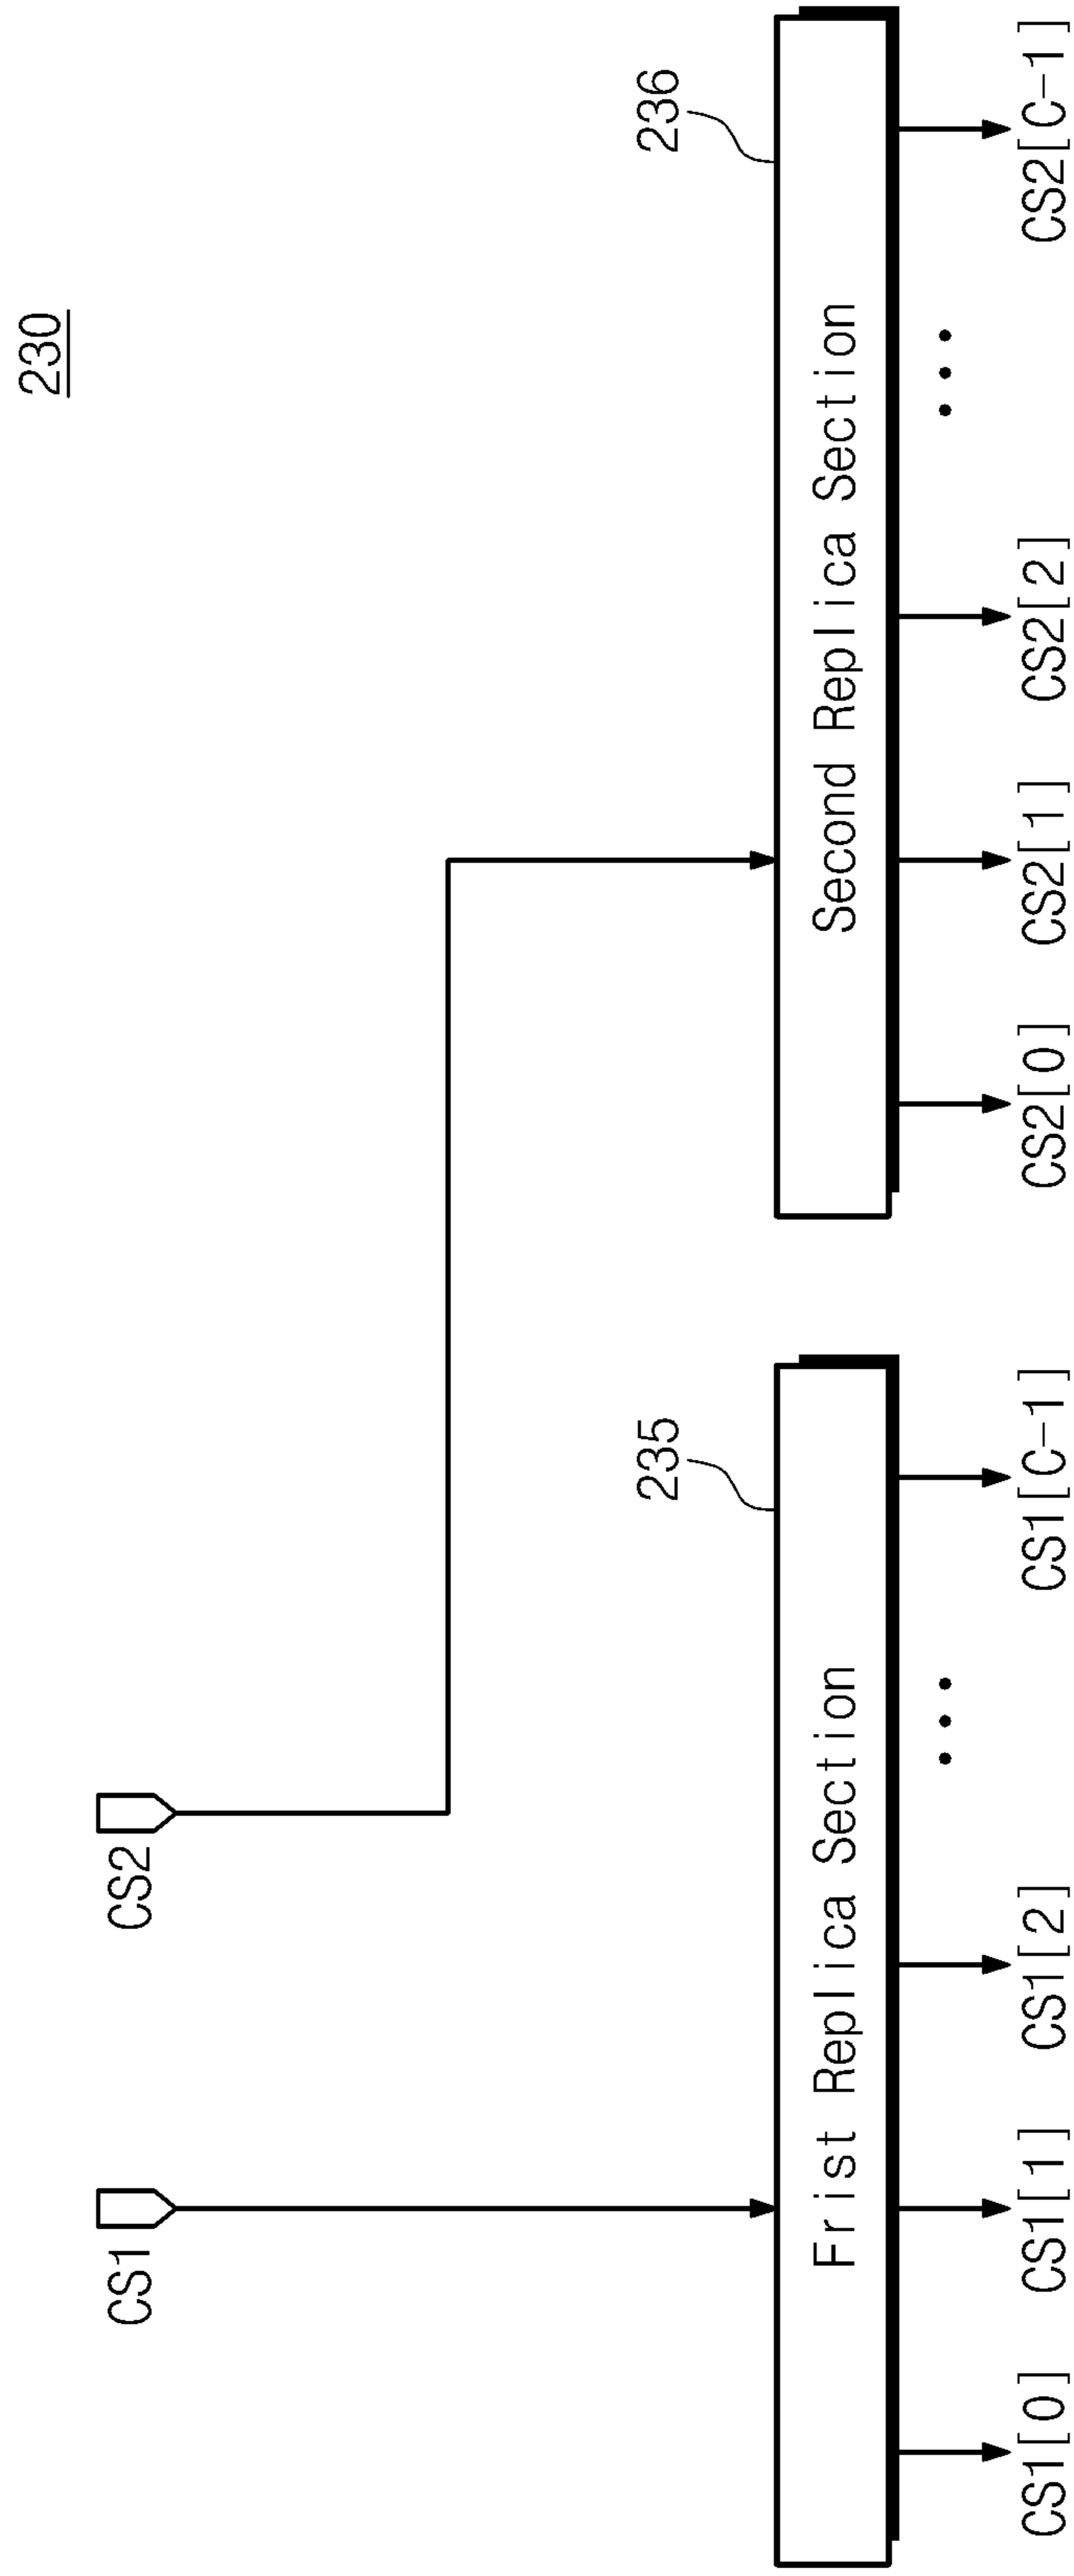 230
CS1
CS2
235
236
Frist Replica Section
Second Replica Section
CS1[0] CS1[1] CS1[2] ••• CS1[C-1]
CS2[0] CS2[1] CS2[2] ••• CS2[C-1]